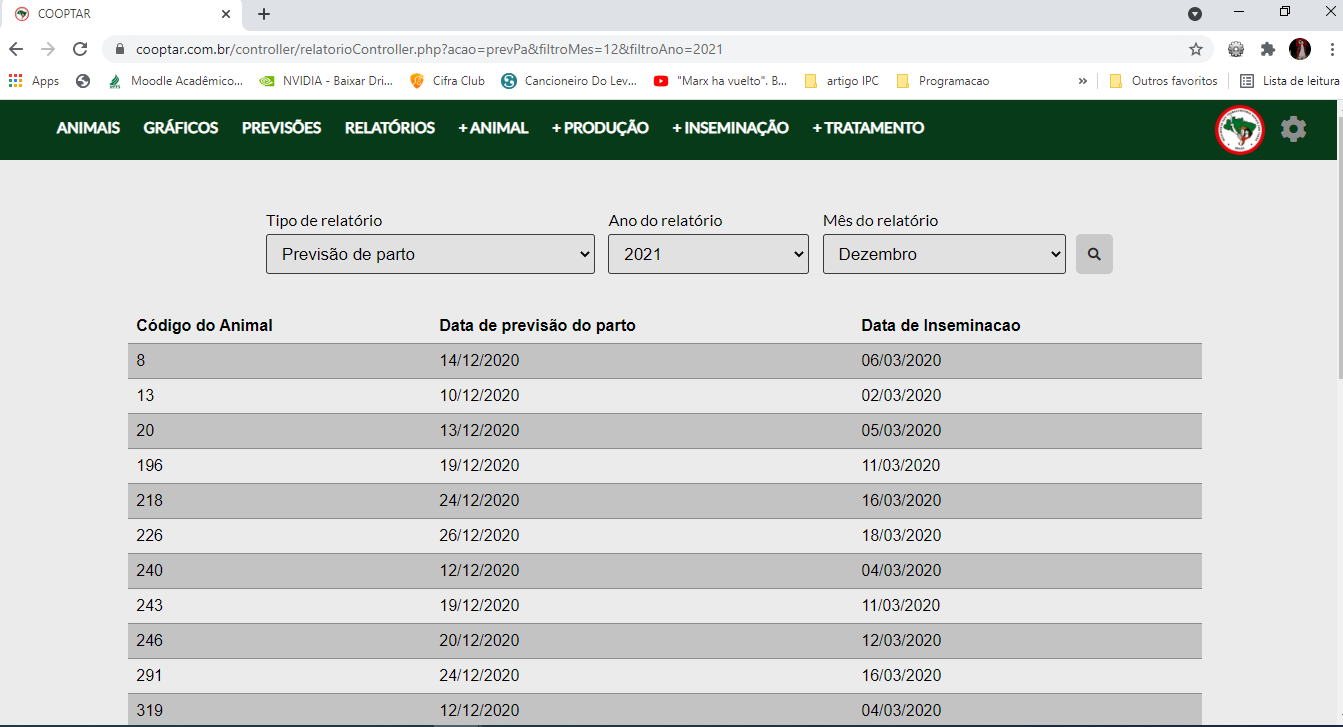 COOPTAR
cooptar.com.br/controller/relatorioController.php?acao=prevPa&filtroMes=12&filtroAno=2021
Apps Moodle Acadêmico... NVIDIA - Baixar Dri... Cifra Club Cancioneiro Do Lev... "Marx ha vuelto". B... artigo IPC Programacao » Outros favoritos Lista de leitura
ANIMAIS GRÁFICOS PREVISÕES RELATÓRIOS + ANIMAL + PRODUÇÃO + INSEMINAÇÃO + TRATAMENTO
Tipo de relatório Ano do relatório Mês do relatório
Previsão de parto 2021 Dezembro
Código do Animal Data de previsão do parto Data de Inseminacao
8 14/12/2020 06/03/2020
13 10/12/2020 02/03/2020
20 13/12/2020 05/03/2020
196 19/12/2020 11/03/2020
218 24/12/2020 16/03/2020
226 26/12/2020 18/03/2020
240 12/12/2020 04/03/2020
243 19/12/2020 11/03/2020
246 20/12/2020 12/03/2020
291 24/12/2020 16/03/2020
319 12/12/2020 04/03/2020